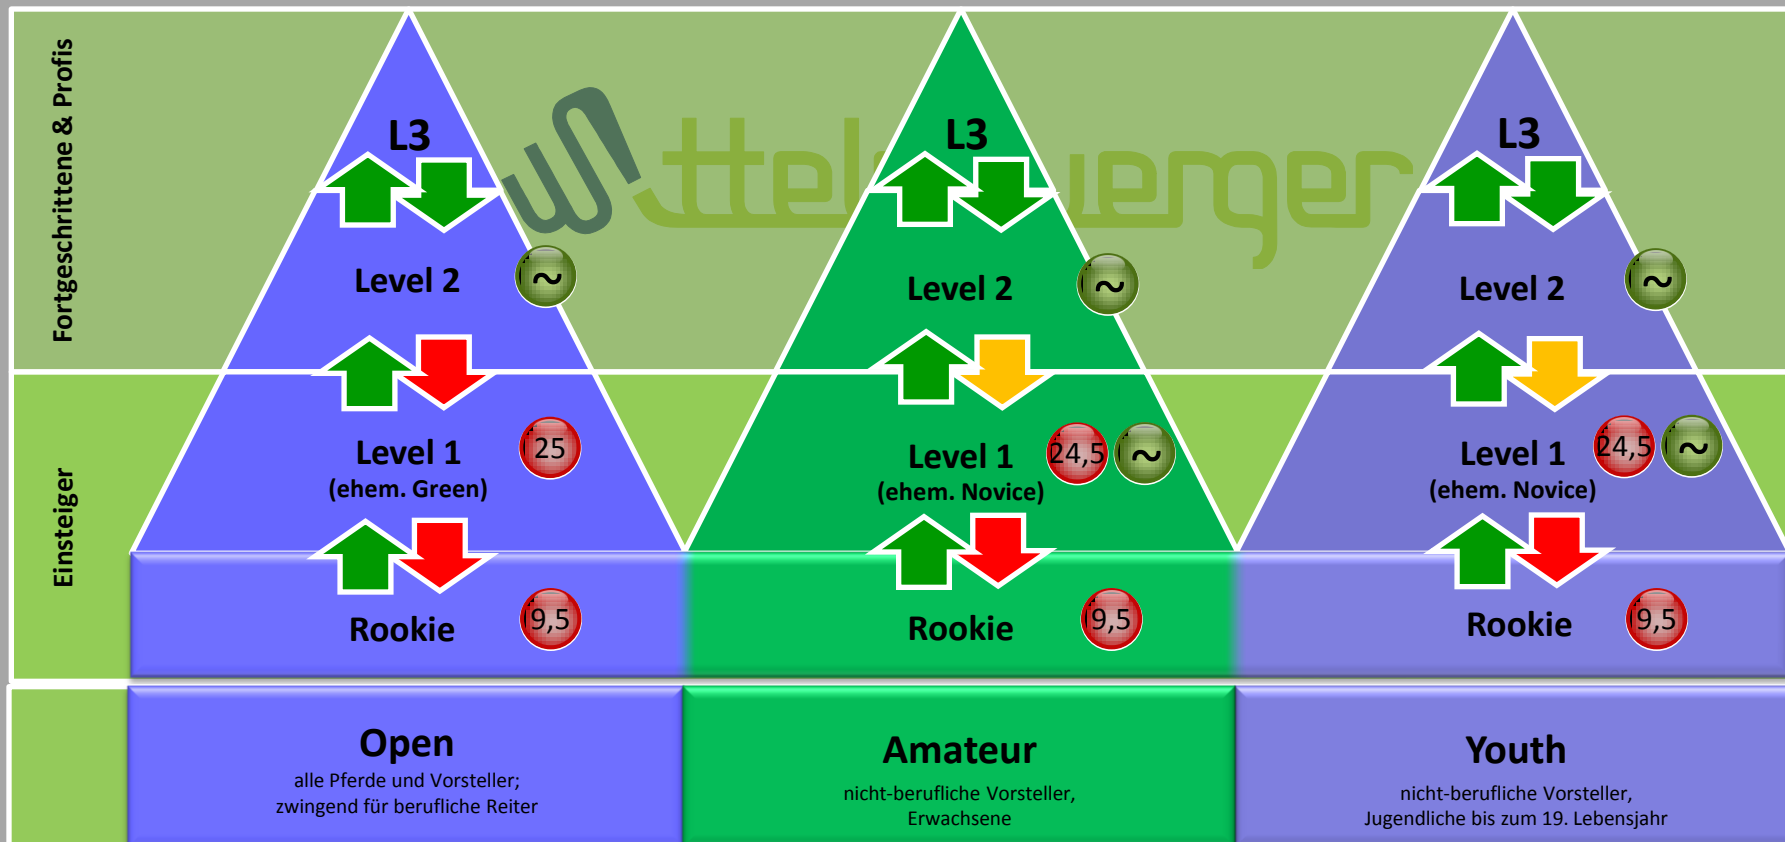 Fortgeschrittene & Profis
L3
L3
L3
Level 2
~
Level 2
~
Level 2
~
Einsteiger
Level 1
(ehem. Green)
25
Level 1
(ehem. Novice)
24,5
~
Level 1
(ehem. Novice)
24,5
~
Rookie
9,5
Rookie
9,5
Rookie
9,5
Open
alle Pferde und Vorsteller;
zwingend für berufliche Reiter
Amateur
nicht-berufliche Vorsteller,
Erwachsene
Youth
nicht-berufliche Vorsteller,
Jugendliche bis zum 19. Lebensjahr